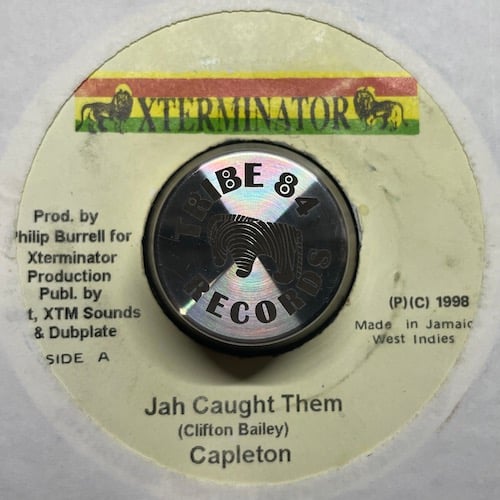 XTERMINATOR
TRIBE 84
RECORDS
Prod. by
Philip Burrell for
Xterminator
Production
Publ. by
t, XTM Sounds
& Dubplate
SIDE A
(P)(C) 1998
Made in Jamaic
West Indies
Jah Caught Them
(Clifton Bailey)
Capleton